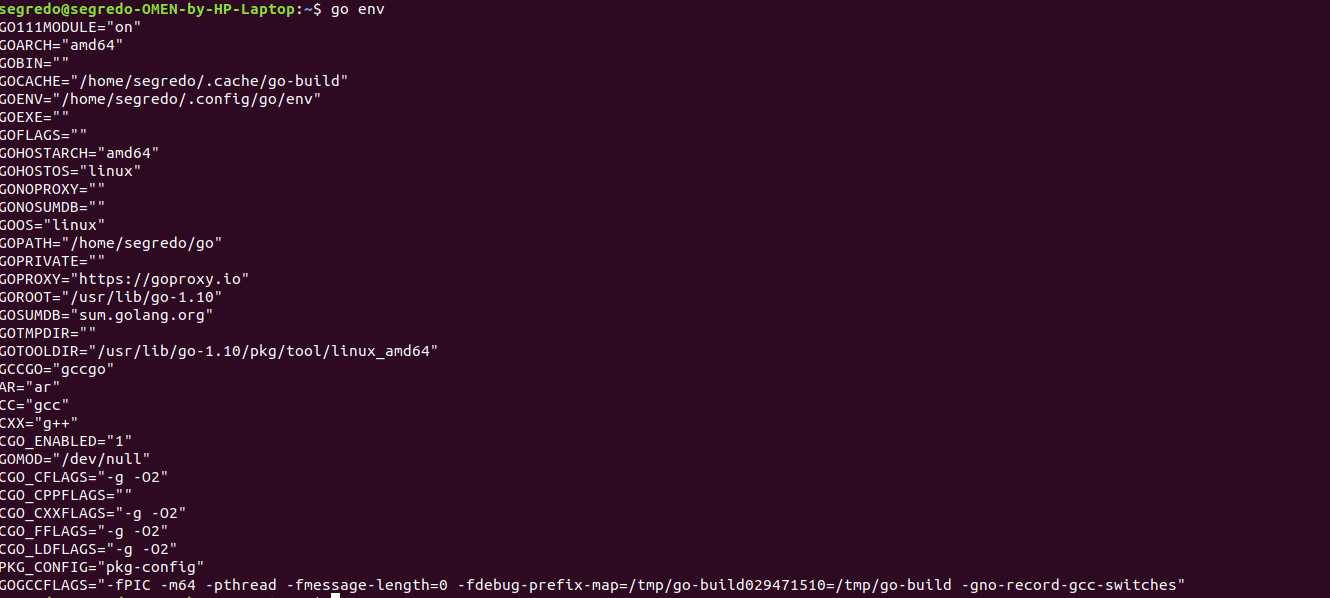 segredo@segredo-OMEN-by-HP-Laptop:~$ go env
GO111MODULE="on"
GOARCH="amd64"
GOBIN=""
GOCACHE="/home/segredo/.cache/go-build"
GOENV="/home/segredo/.config/go/env"
GOEXE=""
GOFLAGS=""
GOHOSTARCH="amd64"
GOHOSTOS="linux"
GONOPROXY=""
GONOSUMDB=""
GOOS="linux"
GOPATH="/home/segredo/go"
GOPRIVATE=""
GOPROXY="https://goproxy.io"
GOROOT="/usr/lib/go-1.10"
GOSUMDB="sum.golang.org"
GOTMPDIR=""
GOTOOLDIR="/usr/lib/go-1.10/pkg/tool/linux_amd64"
GCCGO="gccgo"
AR="ar"
CC="gcc"
CXX="g++"
CGO_ENABLED="1"
GOMOD="/dev/null"
CGO_CFLAGS="-g -O2"
CGO_CPPFLAGS=""
CGO_CXXFLAGS="-g -O2"
CGO_FFLAGS="-g -O2"
CGO_LDFLAGS="-g -O2"
PKG_CONFIG="pkg-config"
GOGCCFLAGS="-fPIC -m64 -pthread -fmessage-length=0 -fdebug-prefix-map=/tmp/go-build029471510=/tmp/go-build -gno-record-gcc-switches"